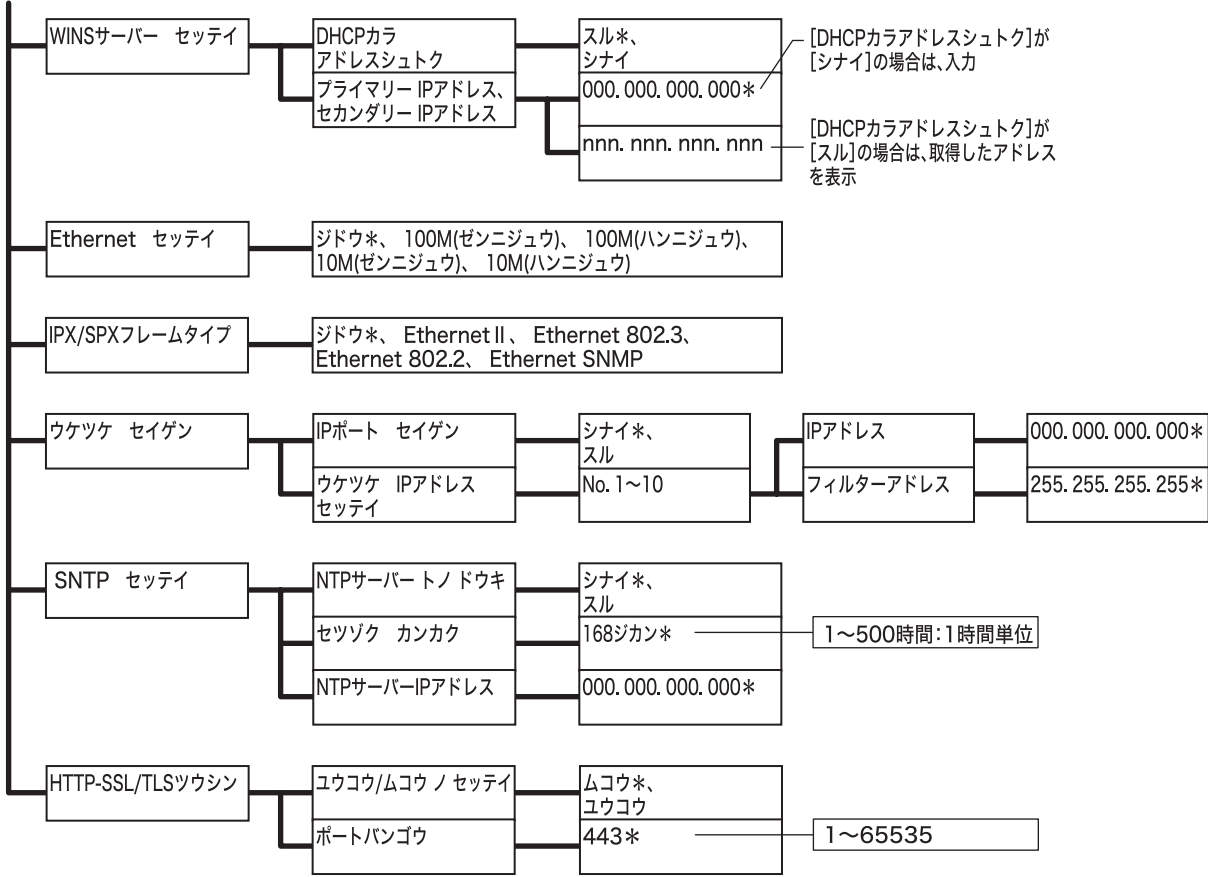 WINSサーバー　セッテイ
DHCPカラ
アドレスシュトク
スル＊、
シナイ
[DHCPカラアドレスシュトク]が
[シナイ]の場合は、入力
プライマリー IPアドレス、
セカンダリー IPアドレス
000. 000. 000. 000＊
nnn. nnn. nnn. nnn
[DHCPカラアドレスシュトク]が
[スル]の場合は、取得したアドレス
を表示
Ethernet　セッテイ
ジドウ＊、 100M(ゼンニジュウ)、 100M(ハンニジュウ)、
10M(ゼンニジュウ)、 10M(ハンニジュウ)
IPX/SPXフレームタイプ
ジドウ＊、 EthernetⅡ、 Ethernet 802.3、
Ethernet 802.2、 Ethernet SNMP
ウケツケ　セイゲン
IPポート　セイゲン
シナイ＊、
スル
ウケツケ　IPアドレス
セッテイ
No. 1～10
IPアドレス
000. 000. 000. 000＊
フィルターアドレス
255. 255. 255. 255＊
SNTP　セッテイ
NTPサーバー トノ ドウキ
シナイ＊、
スル
セツゾク　カンカク
168ジカン＊
1～500時間：1時間単位
NTPサーバーIPアドレス
000. 000. 000. 000＊
HTTP-SSL/TLSツウシン
ユウコウ/ムコウ ノ セッテイ
ムコウ＊、
ユウコウ
ポートバンゴウ
443＊
1～65535